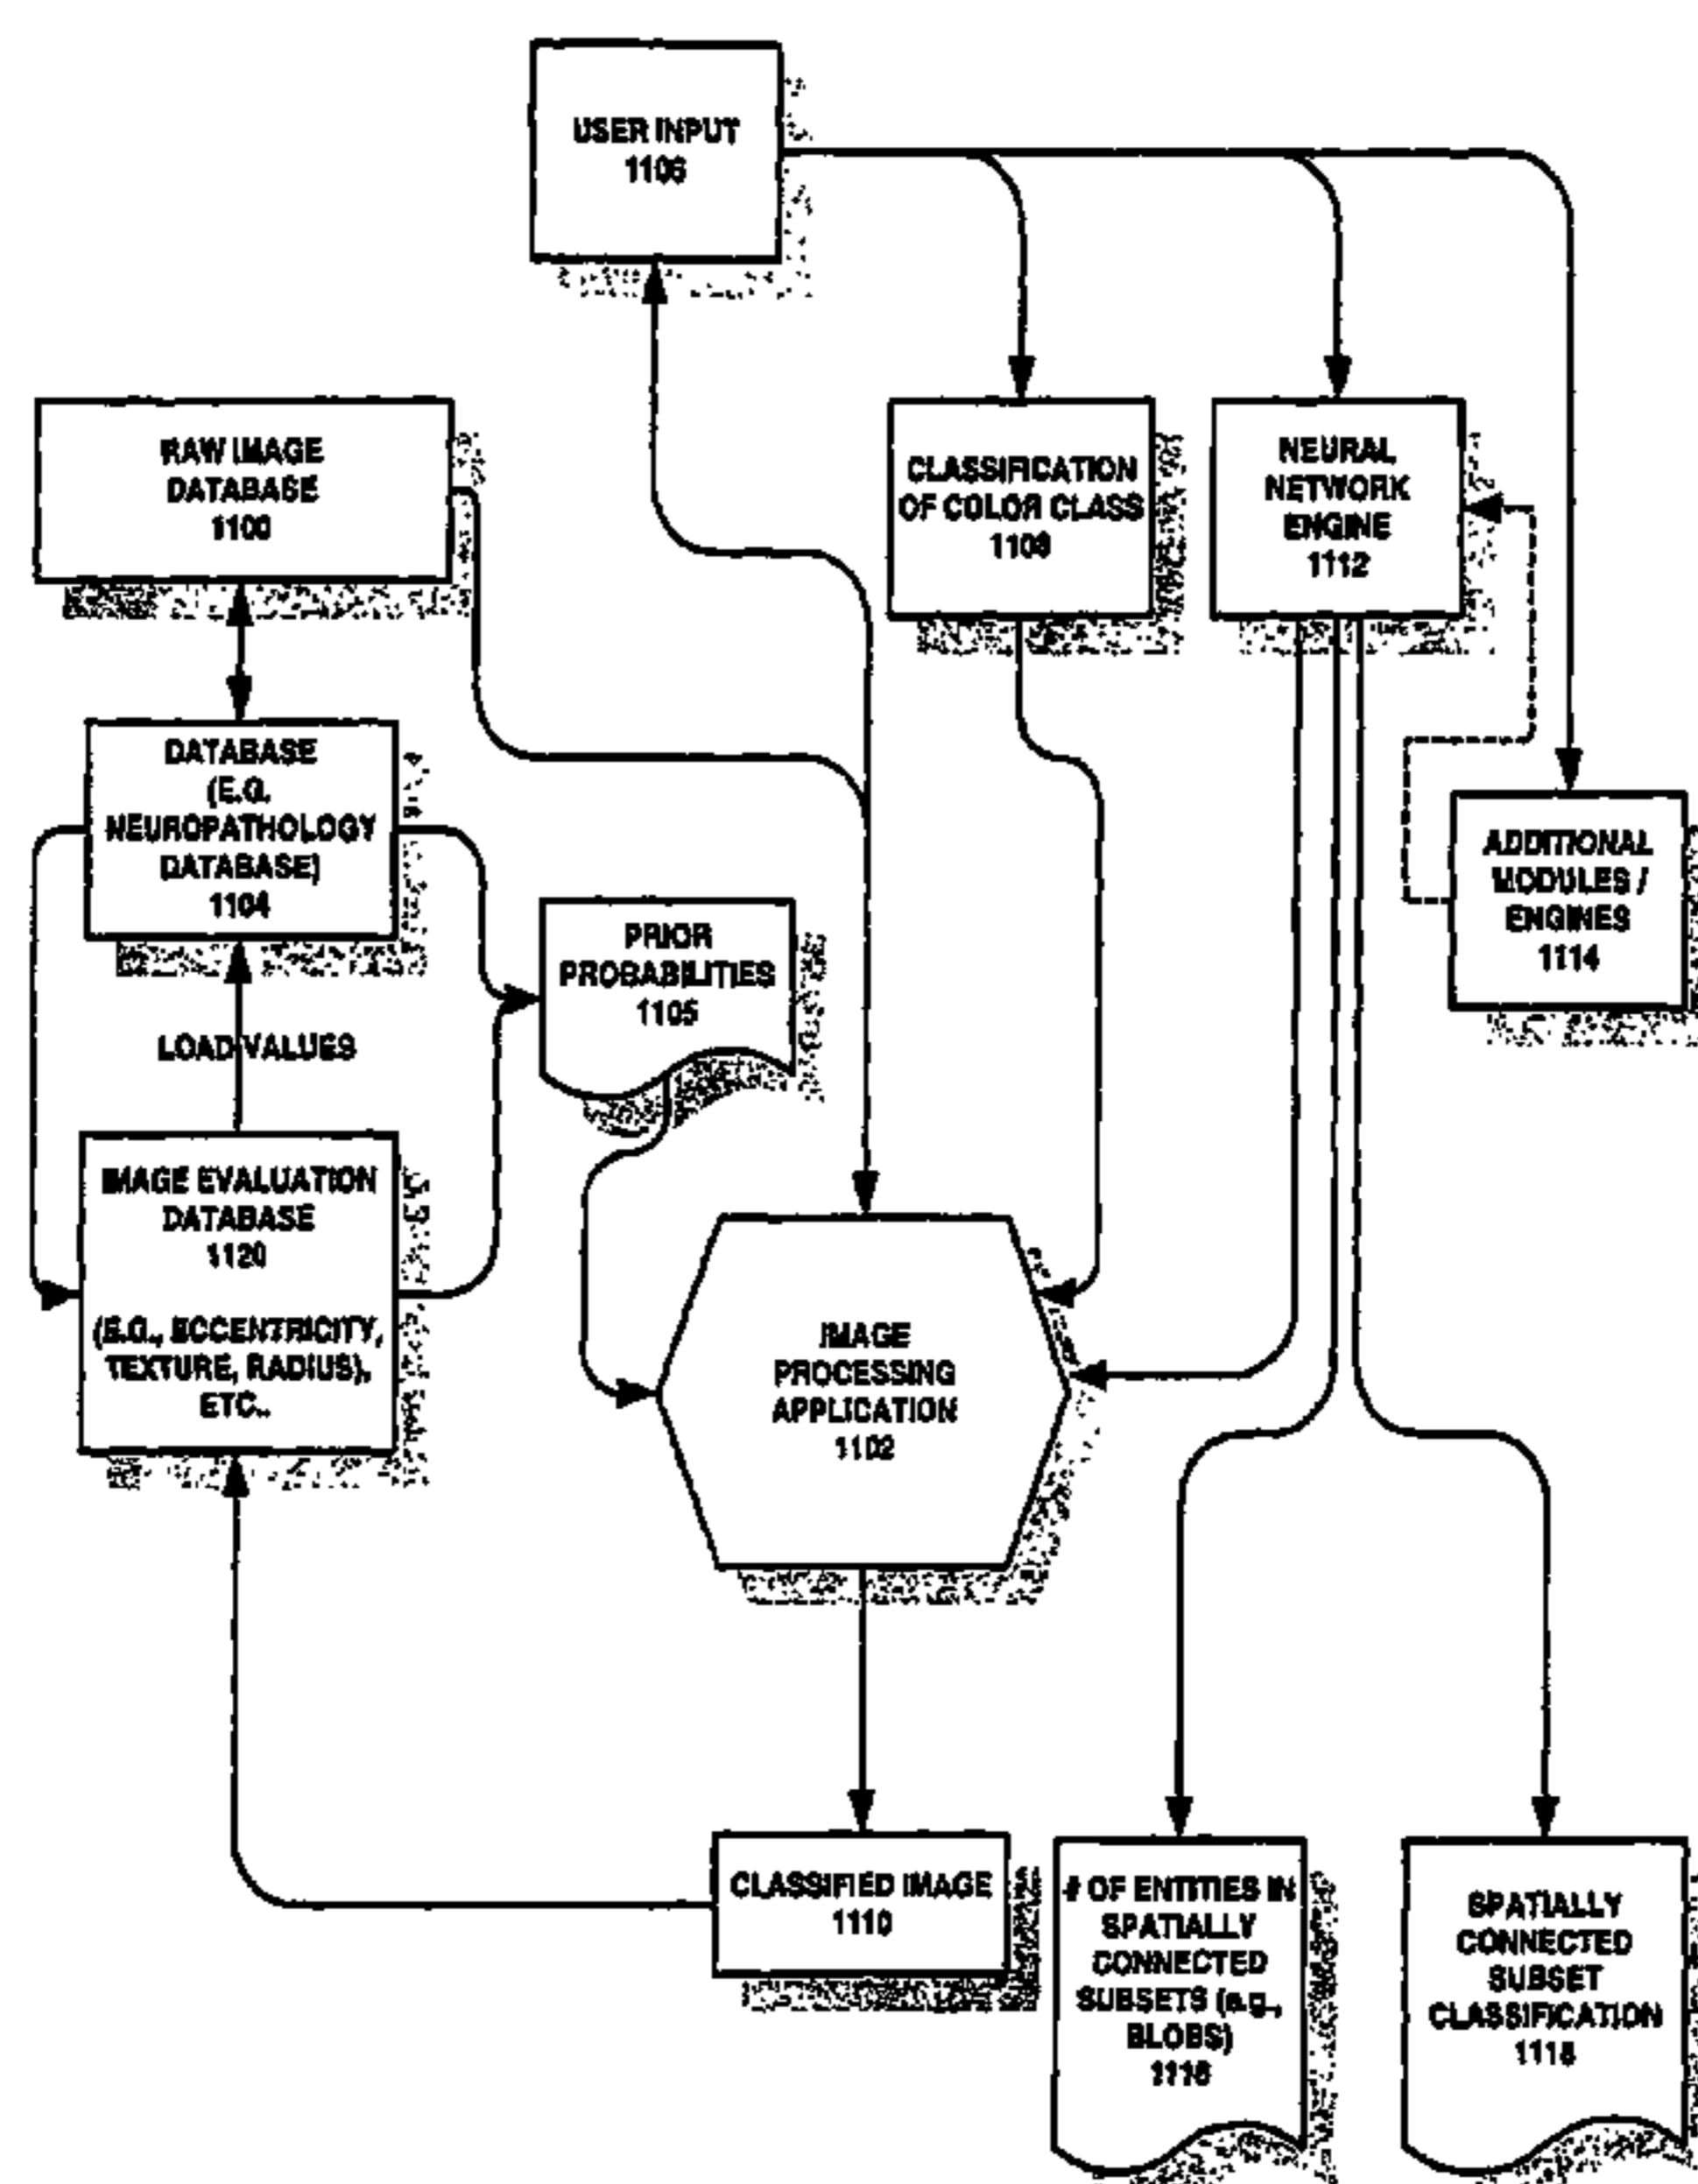 USER INPUT
1106
RAW IMAGE
DATABASE
1100
CLASSIFICATION
OF COLOR CLASS
1108
NEURAL
NETWORK
ENGINE
1112
DATABASE
(E.G.
NEUROPATHOLOGY
DATABASE)
1104
ADDITIONAL
MODULES /
ENGINES
1114
PRIOR
PROBABILITIES
1105
LOAD VALUES
IMAGE EVALUATION
DATABASE
1120
(E.G., ECCENTRICITY,
TEXTURE, RADIUS),
ETC..
IMAGE
PROCESSING
APPLICATION
1102
CLASSIFIED IMAGE
1110
# OF ENTITIES IN
SPATIALLY
CONNECTED
SUBSETS (e.g.,
BLOBS)
SPATIALLY
CONNECTED
SUBSET
CLASSIFICATION